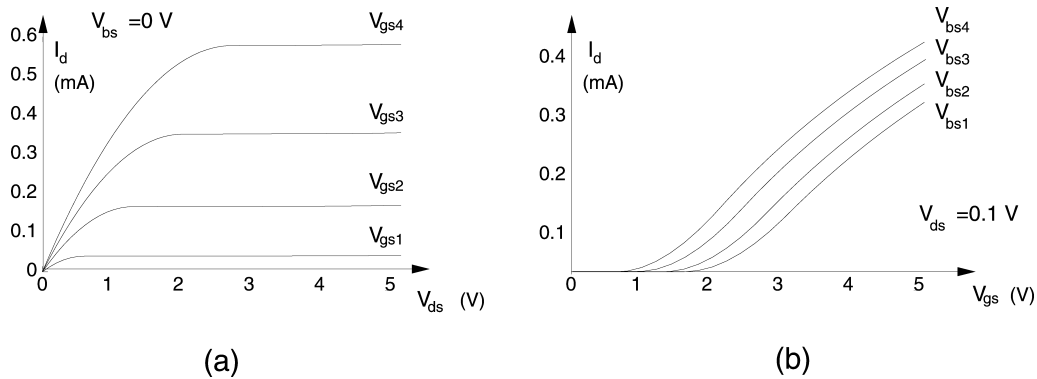 V_bs =0 V
I_d
(mA)
0.6
0.5
0.4
0.3
0.2
0.1
0
V_gs4
V_gs3
V_gs2
V_gs1
0 1 2 3 4 5
V_ds (V)
(a)
I_d
(mA)
0.4
0.3
0.2
0.1
V_bs4
V_bs3
V_bs2
V_bs1
V_ds =0.1 V
0 1 2 3 4 5
V_gs (V)
(b)